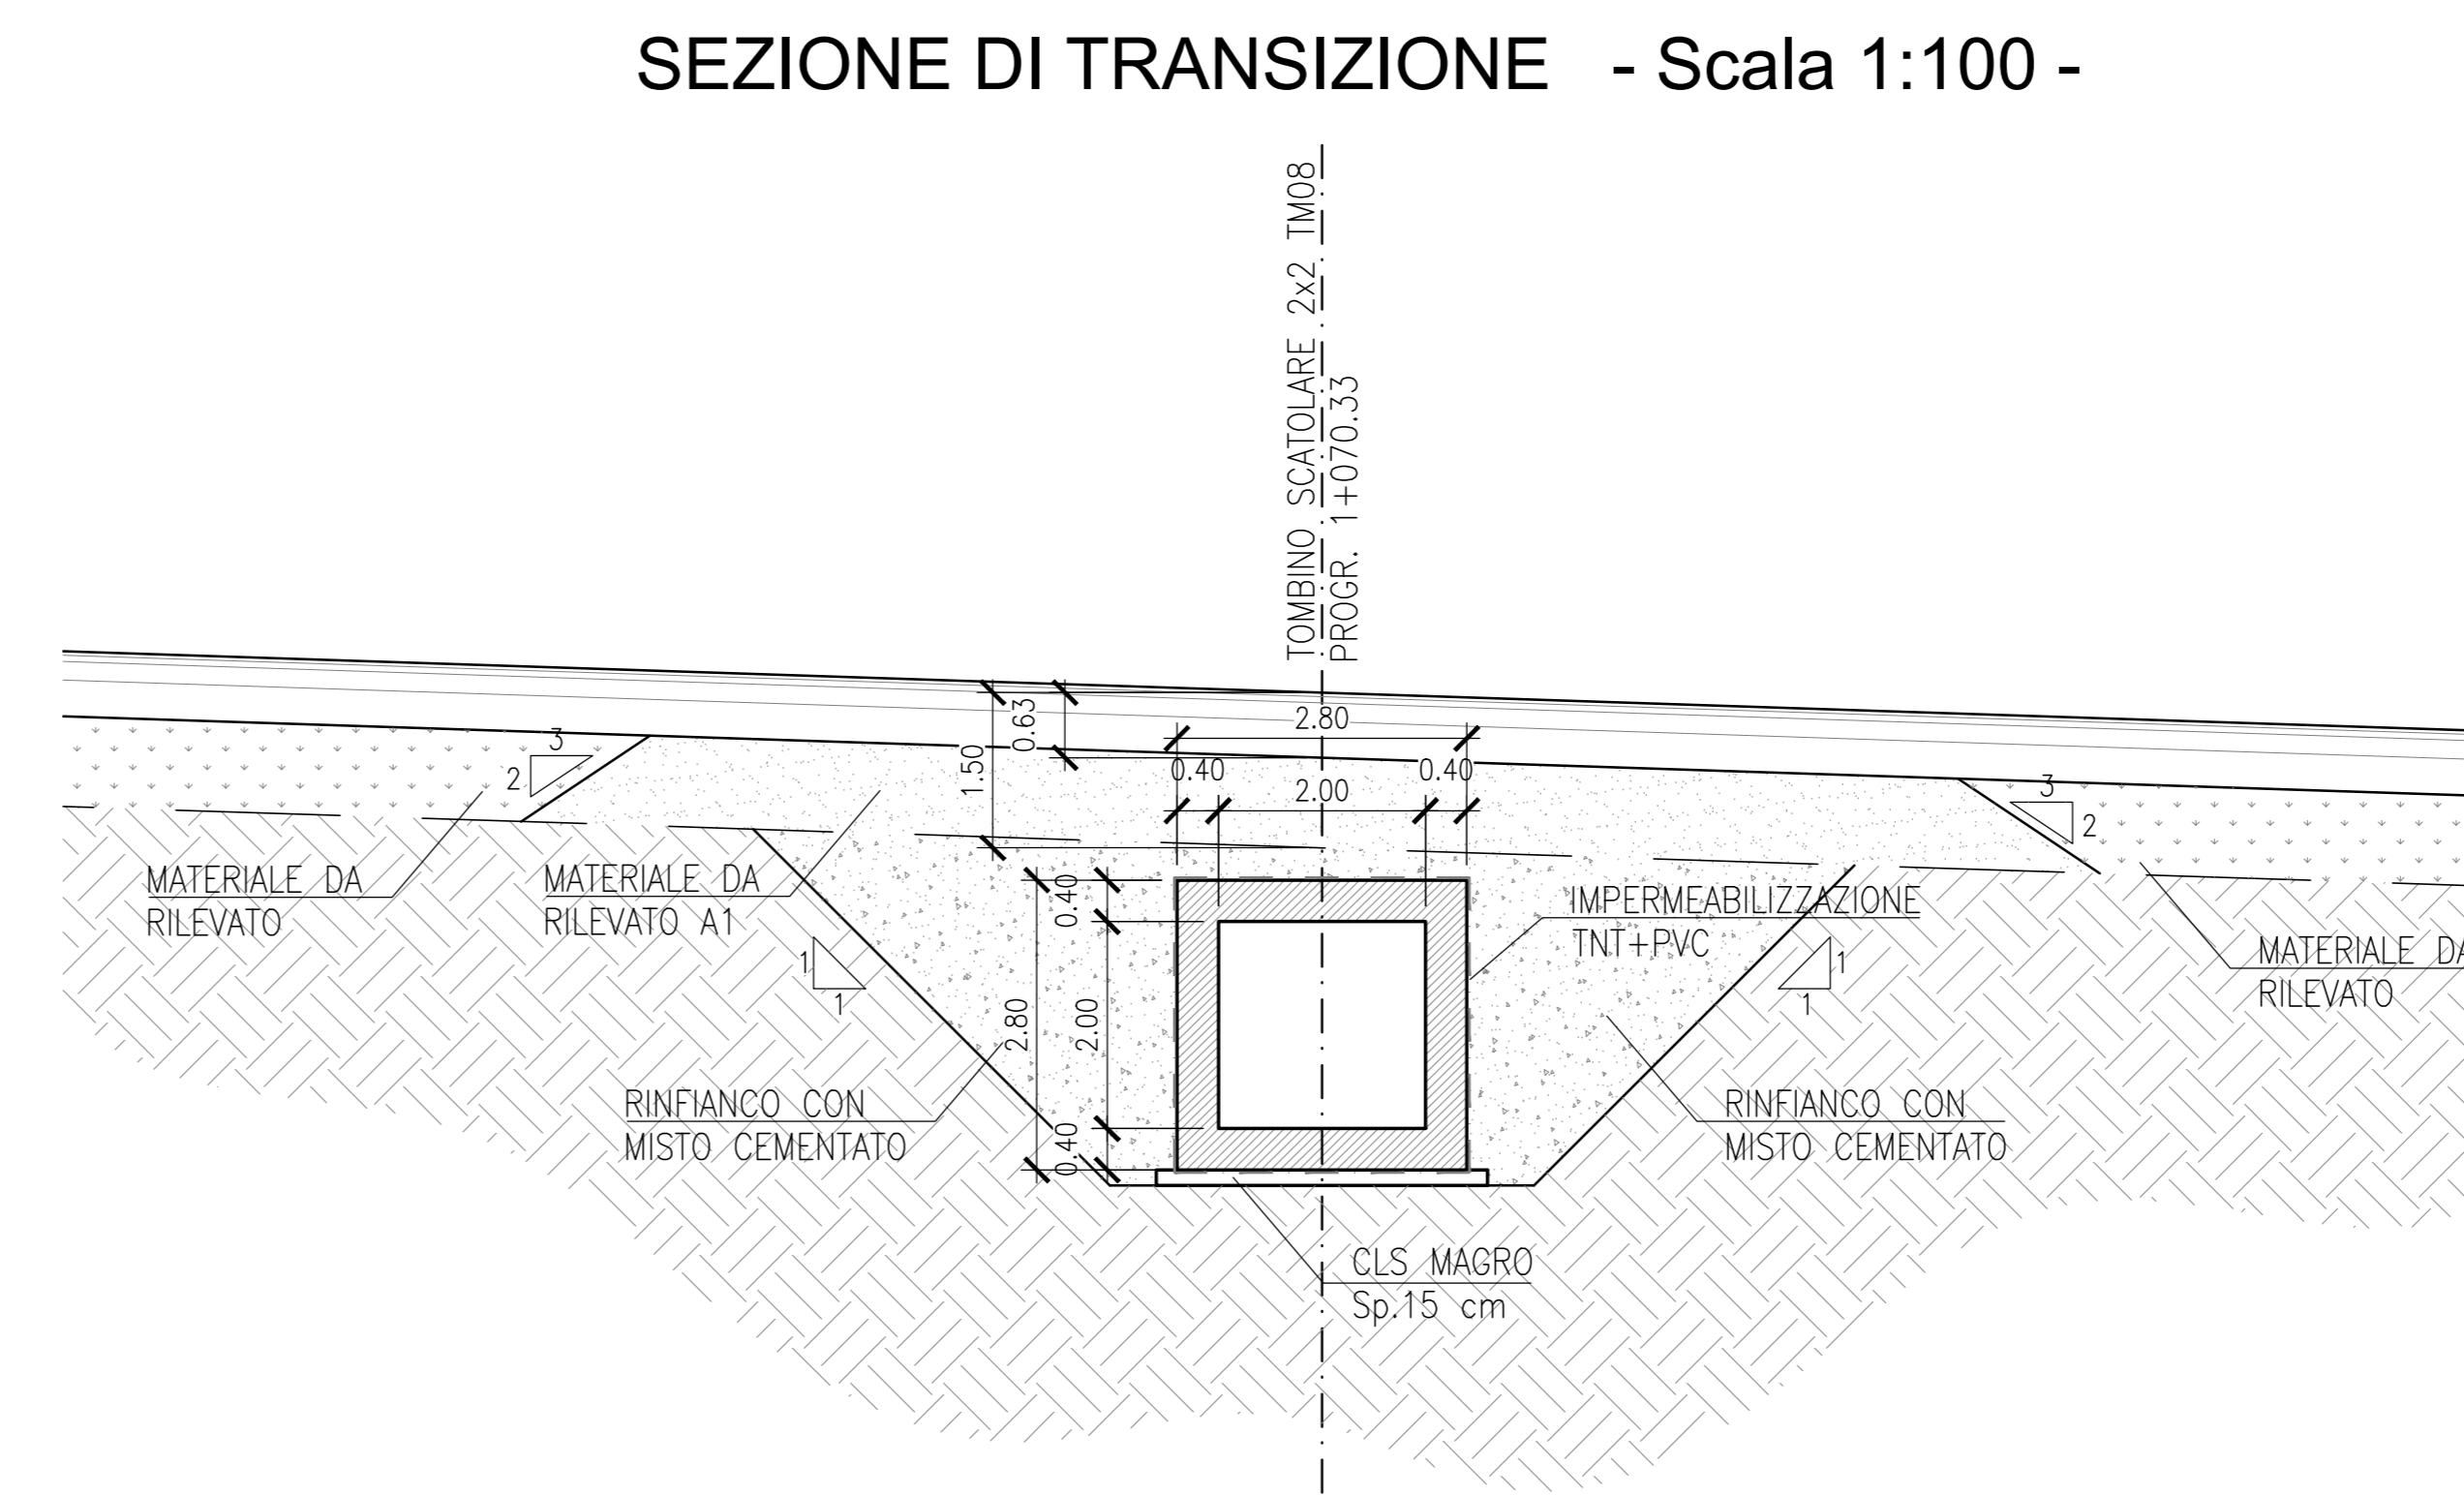 SEZIONE DI TRANSIZIONE - Scala 1:100 -
TOMBINO SCATOLARE 2x2 TM08
PROGR. 1+070.33
0.63
1.50
2.80
0.40
2.00
0.40
3
2
3
2
MATERIALE DA
RILEVATO
MATERIALE DA
RILEVATO A1
0.40
2.80
2.00
0.40
IMPERMEABILIZZAZIONE
TNT+PVC
MATERIALE DA
RILEVATO
1
1
1
1
RINFIANCO CON
MISTO CEMENTATO
RINFIANCO CON
MISTO CEMENTATO
CLS MAGRO
Sp.15 cm